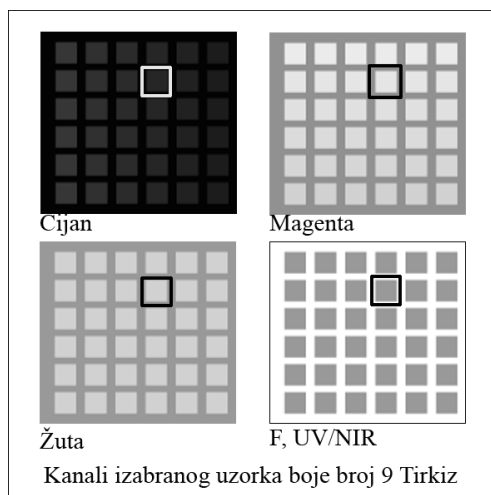 Cijan
Magenta
Žuta
F, UV/NIR
Kanali izabranog uzorka boje broj 9 Tirkiz